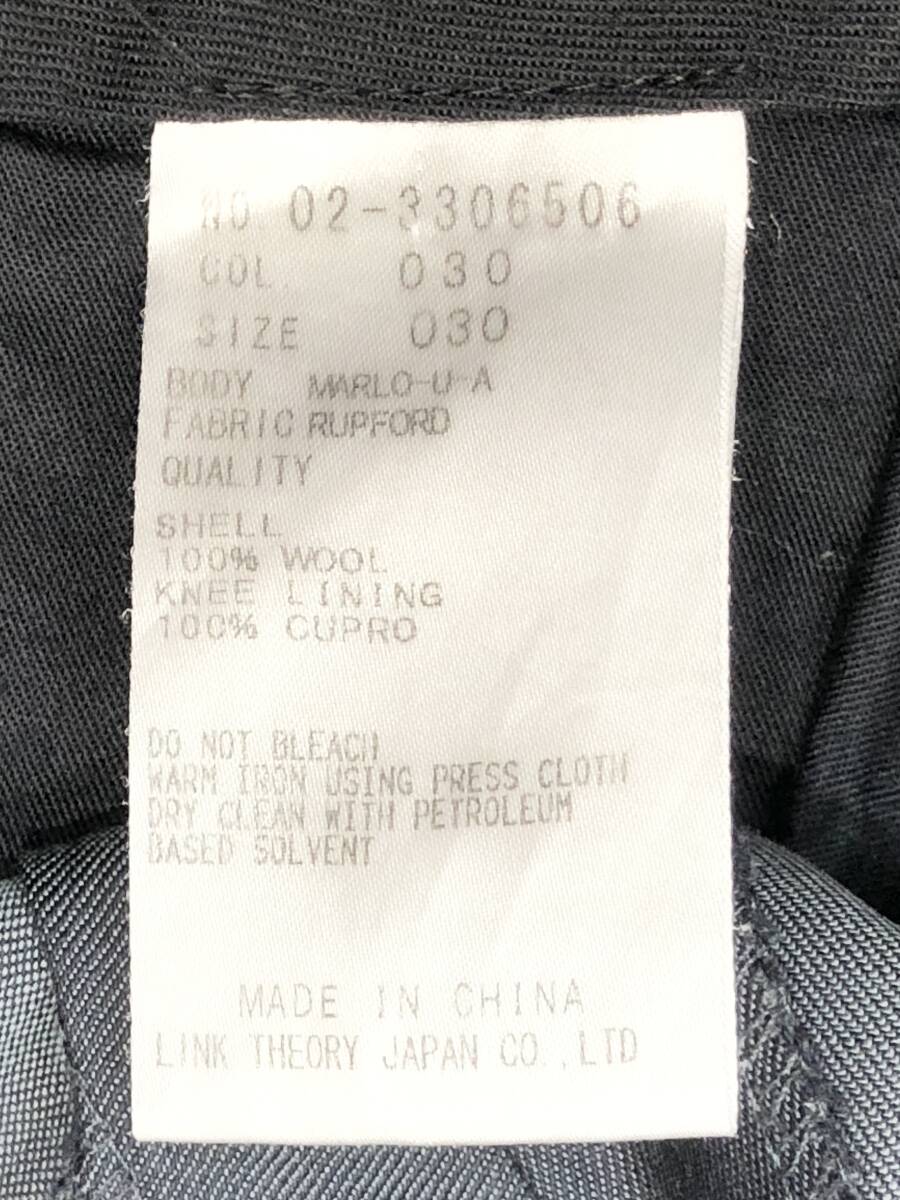 NO 02-3306506
COL. 030
SIZE 030
BODY MARLO-U-A
FABRIC RUPFORD
QUALITY
SHELL
100% WOOL
KNEE LINING
100% CUPRO
DO NOT BLEACH
WARM IRON USING PRESS CLOTH
DRY CLEAN WITH PETROLEUM
BASED SOLVENT
MADE IN CHINA
LINK THEORY JAPAN CO.,LTD